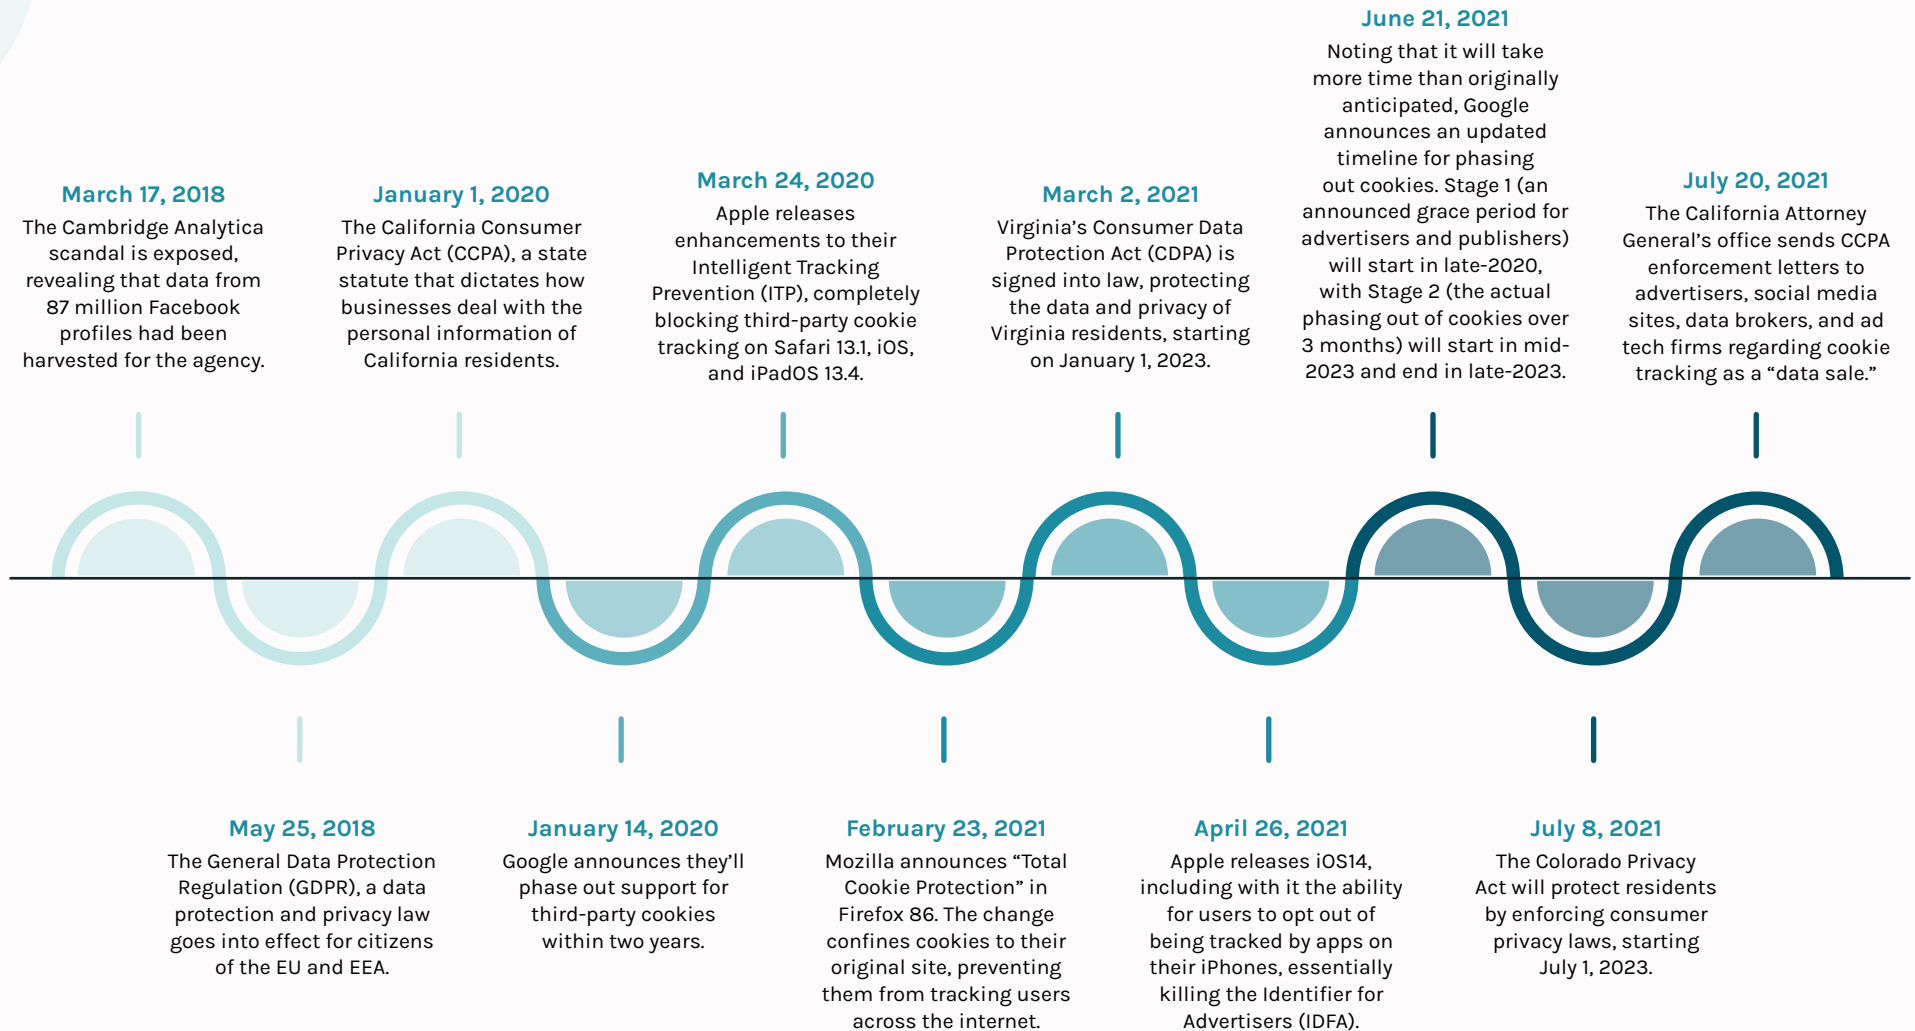 March 17, 2018
The Cambridge Analytica
scandal is exposed,
revealing that data from
87 million Facebook
profiles had been
harvested for the agency.
May 25, 2018
The General Data Protection
Regulation (GDPR), a data
protection and privacy law
goes into effect for citizens
of the EU and EEA.
January 1, 2020
The California Consumer
Privacy Act (CCPA), a state
statute that dictates how
businesses deal with the
personal information of
California residents.
January 14, 2020
Google announces they’ll
phase out support for
third-party cookies
within two years.
March 24, 2020
Apple releases
enhancements to their
Intelligent Tracking
Prevention (ITP), completely
blocking third-party cookie
tracking on Safari 13.1, iOS,
and iPadOS 13.4.
February 23, 2021
Mozilla announces “Total
Cookie Protection” in
Firefox 86. The change
confines cookies to their
original site, preventing
them from tracking users
across the internet.
March 2, 2021
Virginia’s Consumer Data
Protection Act (CDPA) is
signed into law, protecting
the data and privacy of
Virginia residents, starting
on January 1, 2023.
April 26, 2021
Apple releases iOS14,
including with it the ability
for users to opt out of
being tracked by apps on
their iPhones, essentially
killing the Identifier for
Advertisers (IDFA).
June 21, 2021
Noting that it will take
more time than originally
anticipated, Google
announces an updated
timeline for phasing
out cookies. Stage 1 (an
announced grace period for
advertisers and publishers)
will start in late-2020,
with Stage 2 (the actual
phasing out of cookies over
3 months) will start in mid-
2023 and end in late-2023.
July 8, 2021
The Colorado Privacy
Act will protect residents
by enforcing consumer
privacy laws, starting
July 1, 2023.
July 20, 2021
The California Attorney
General’s office sends CCPA
enforcement letters to
advertisers, social media
sites, data brokers, and ad
tech firms regarding cookie
tracking as a “data sale.”